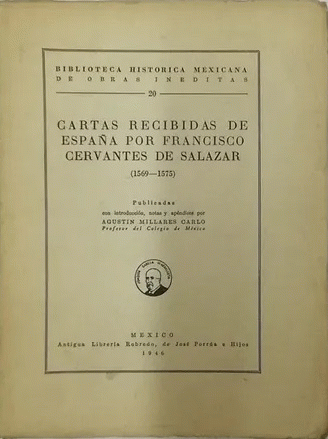 BIBLIOTECA HISTORICA MEXICANA
DE OBRAS INEDITAS
20
CARTAS RECIBIDAS DE
ESPAÑA POR FRANCISCO
CERVANTES DE SALAZAR
(1569—1575)
Publicadas
con introducción, notas y apéndices por
AGUSTIN MILLARES CARLO
Profesor del Colegio de México
MEXICO
Antigua Librería Robredo, de José Porrúa e Hijos
1946